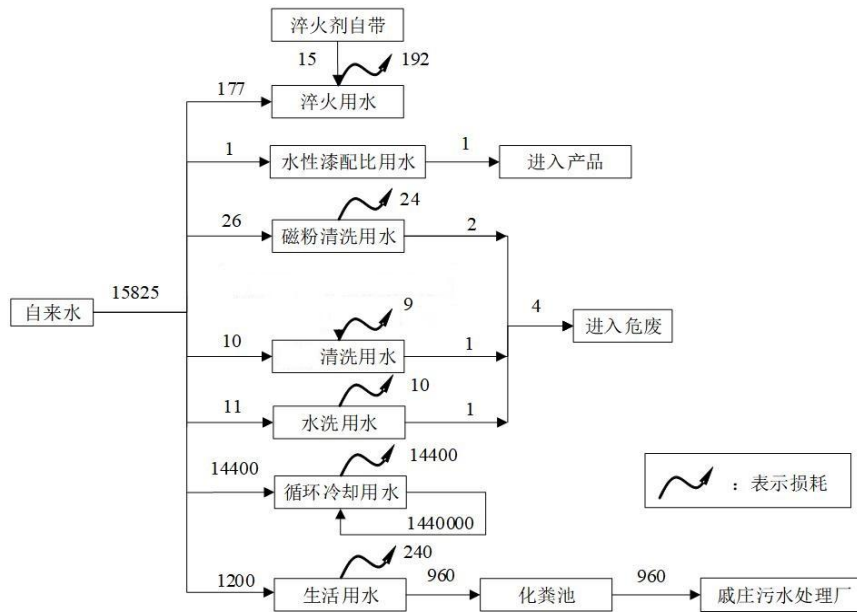 淬火剂自带
15
192
177
淬火用水
1
水性漆配比用水
1
进入产品
24
26
磁粉清洗用水
2
15825
自来水
9
4
进入危废
10
清洗用水
1
10
11
水洗用水
1
14400
14400
循环冷却用水
1440000
：表示损耗
240
1200
生活用水
960
化粪池
960
戚庄污水处理厂